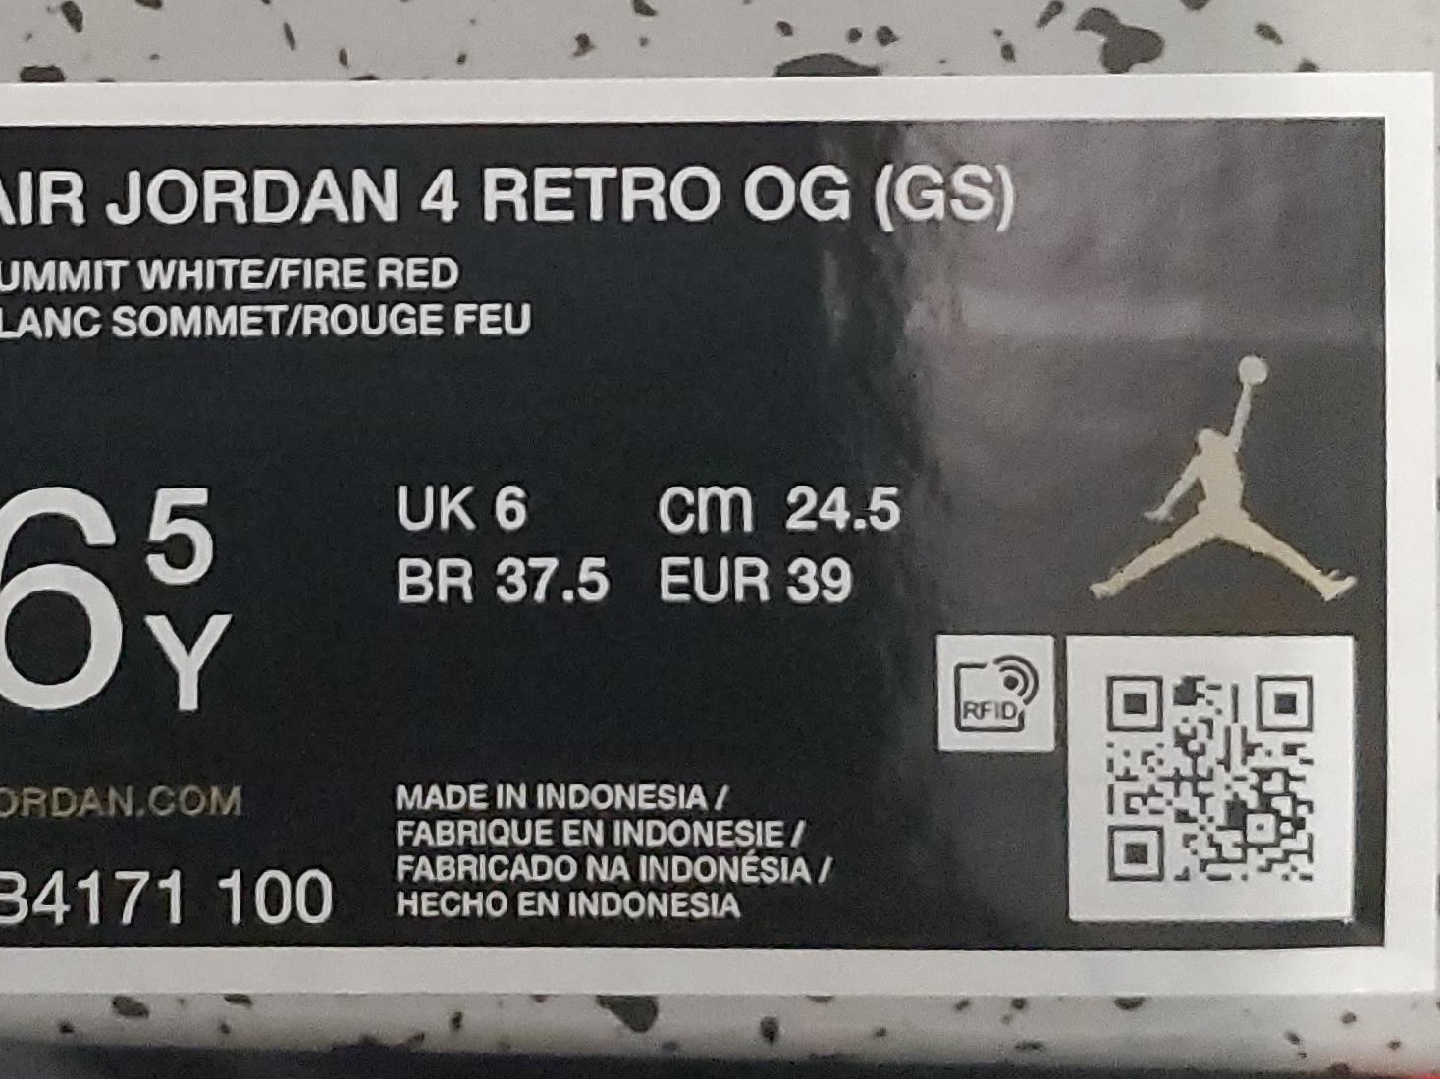 AIR JORDAN 4 RETRO OG (GS)
UMMIT WHITE/FIRE RED
LANC SOMMET/ROUGE FEU
6 5 Y
UK 6 cm 24.5
BR 37.5 EUR 39
RFID
ORDAN.COM
B4171 100
MADE IN INDONESIA /
FABRIQUE EN INDONESIE /
FABRICADO NA INDONÉSIA /
HECHO EN INDONESIA